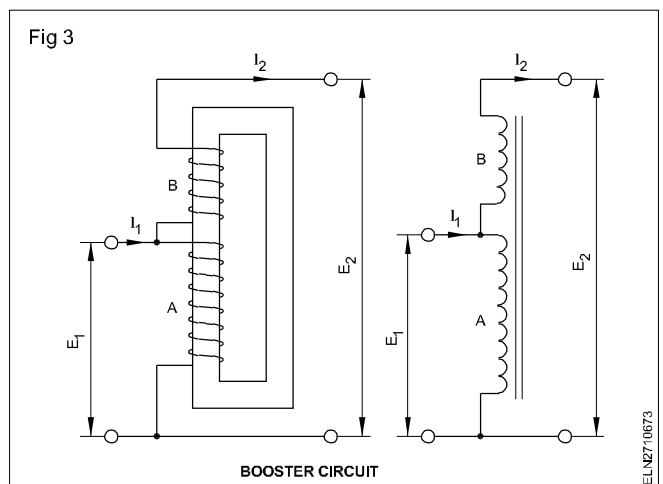 Fig 3
I2
B
I1
E1
A
E2
I2
B
I1
E1
A
E2
BOOSTER CIRCUIT
ELN2710673